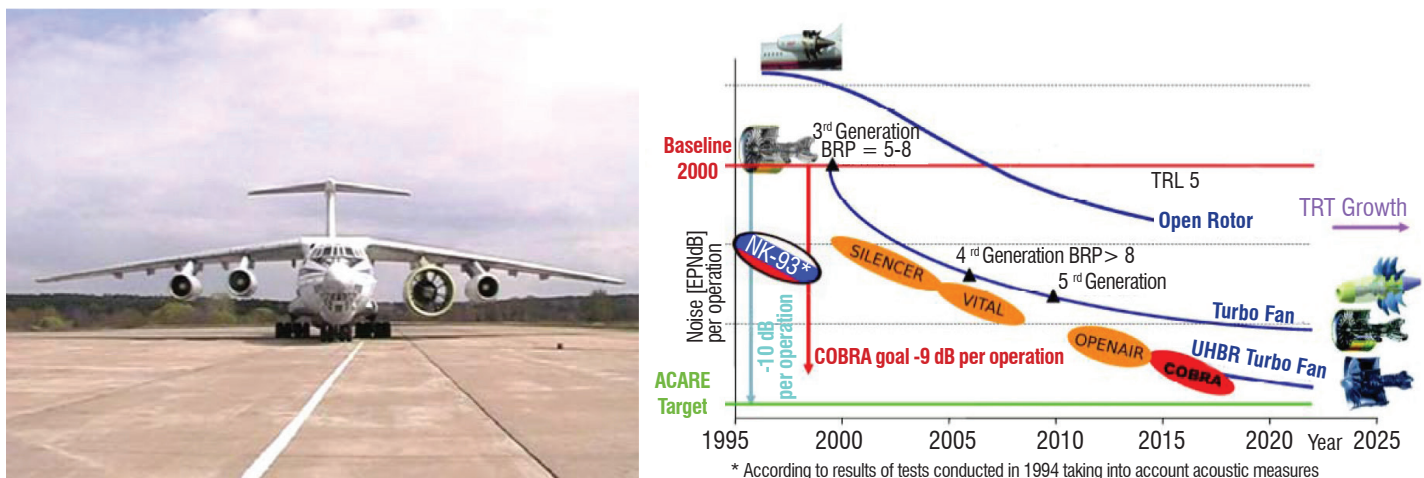 3rd Generation
BRP = 5-8
Baseline
2000
TRL 5
TRT Growth
Open Rotor
NK-93*
SILENCER
4 rd Generation BRP> 8
VITAL
5 rd Generation
Noise [EPNdB]
per operation
-10 dB
per operation
Turbo Fan
OPENAIR
UHBR Turbo Fan
COBRA goal -9 dB per operation
COBRA
ACARE
Target
1995 2000 2005 2010 2015 2020 Year 2025
* According to results of tests conducted in 1994 taking into account acoustic measures